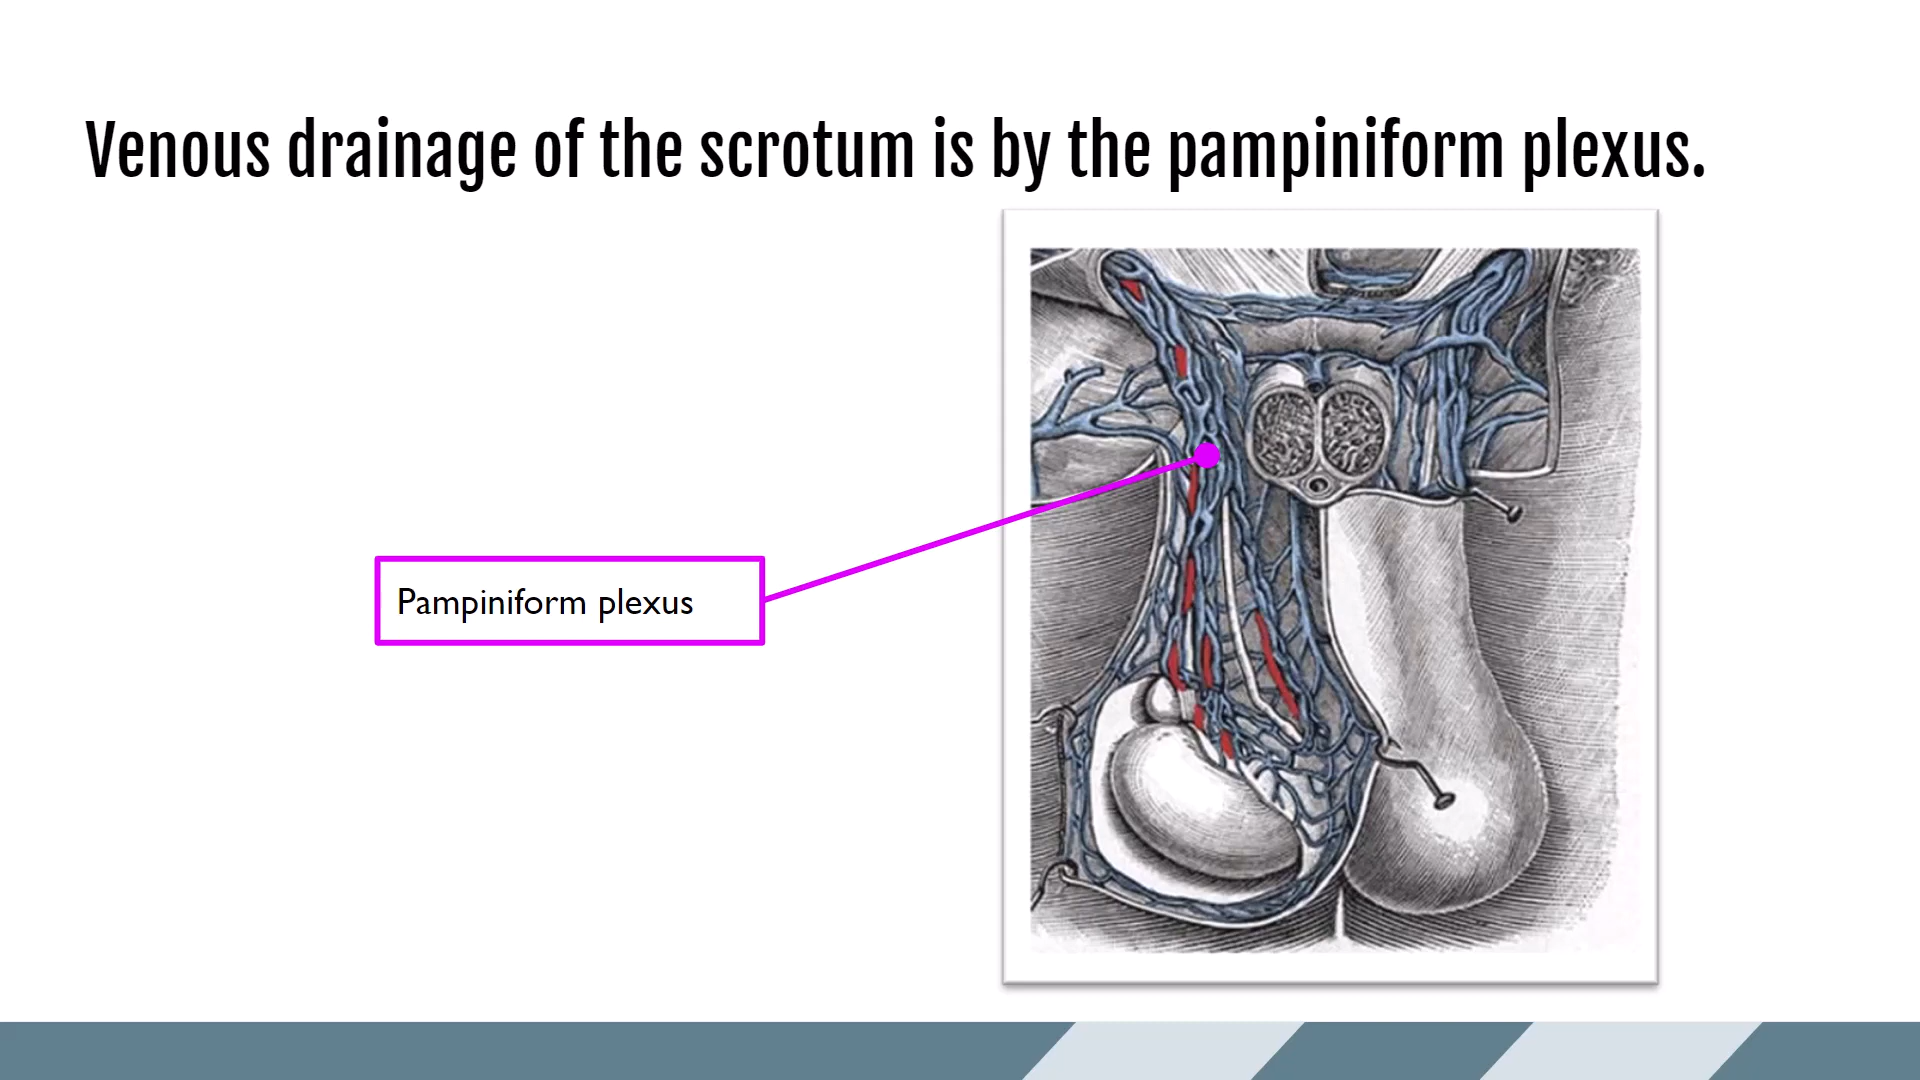 Venous drainage of the scrotum is by the pampiniform plexus.
Pampiniform plexus